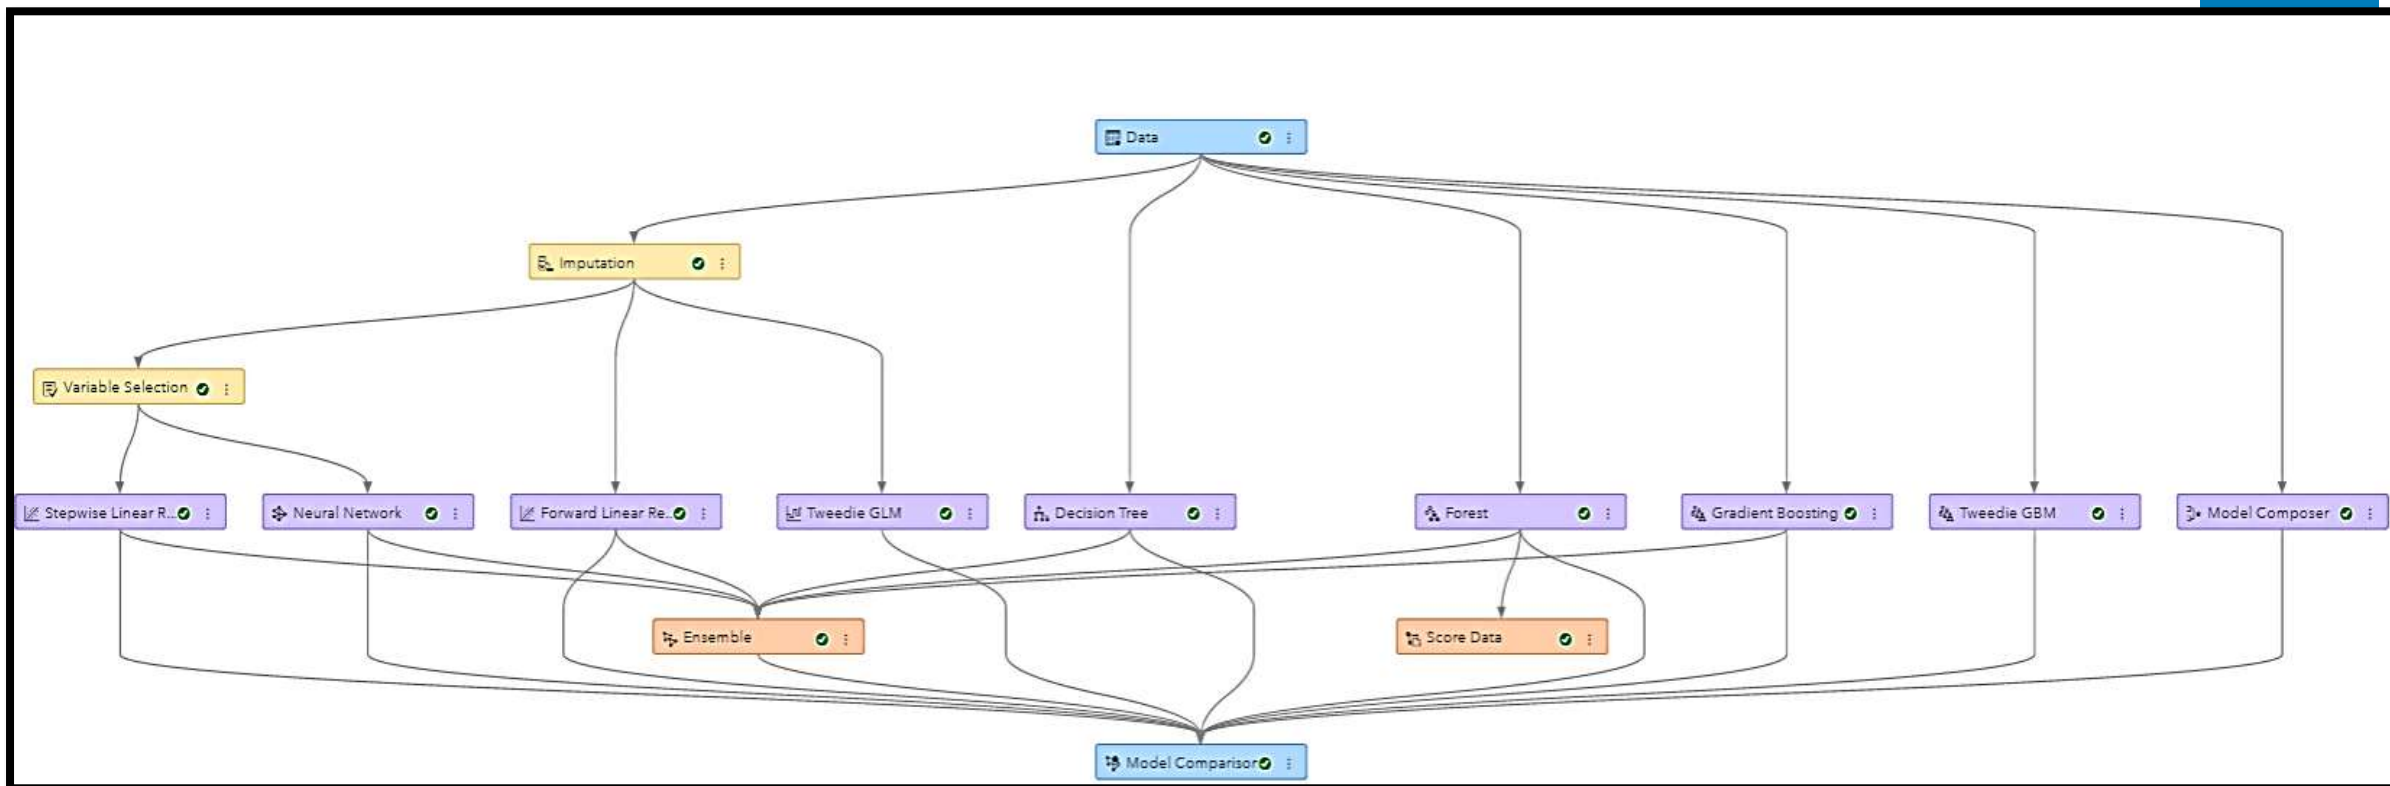 Data
Imputation
Variable Selection
Stepwise Linear R...
Neural Network
Forward Linear Re...
Tweedie GLM
Decision Tree
Forest
Gradient Boosting
Tweedie GBM
Model Composer
Ensemble
Score Data
Model Comparison